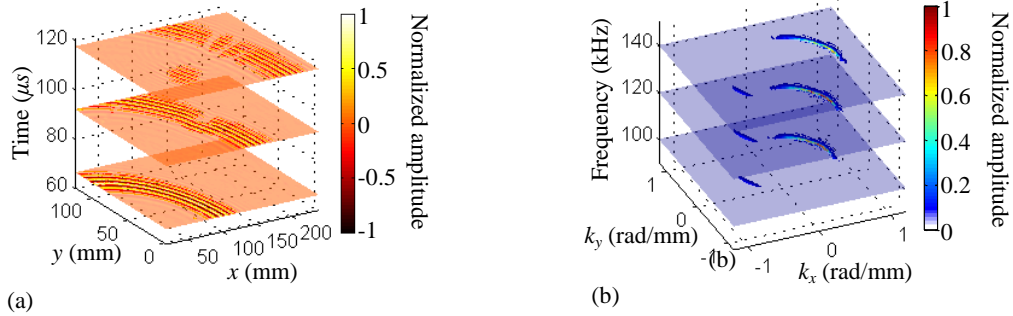 120
100
80
60
Time (μs)
100
50
0
y (mm)
50
100
150
200
x (mm)
1
0.5
0
-0.5
-1
Normalized amplitude
(a)
140
120
100
Frequency (kHz)
1
0
-1
k_y (rad/mm)
(b)
-1
0
1
k_x (rad/mm)
1
0.8
0.6
0.4
0.2
0
Normalized amplitude
(b)